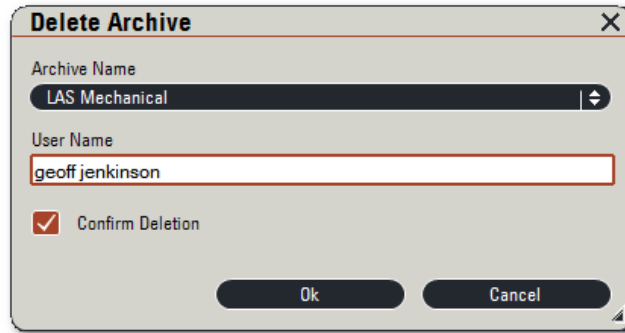 Delete Archive
Archive Name
LAS Mechanical
User Name
geoff jenkinson
Confirm Deletion
Ok Cancel